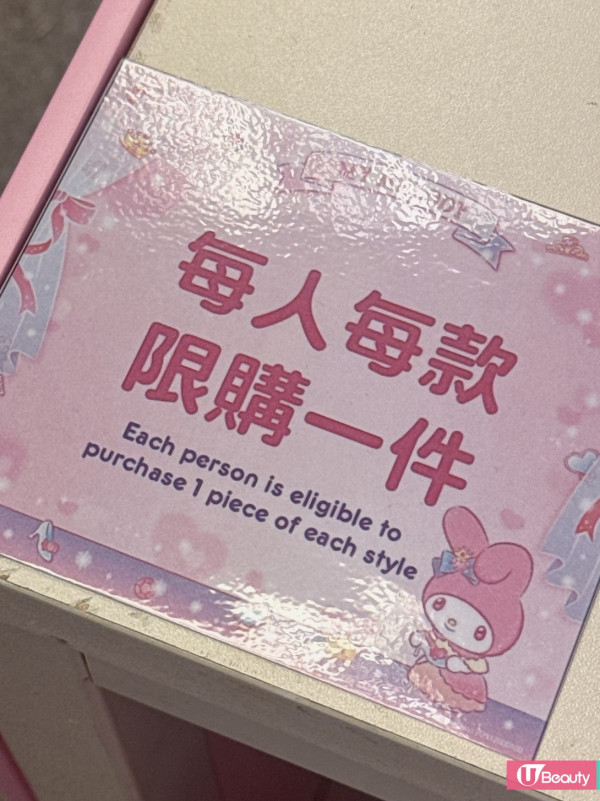 每人每款
限購一件
Each person is eligible to
purchase 1 piece of each style
U Beauty